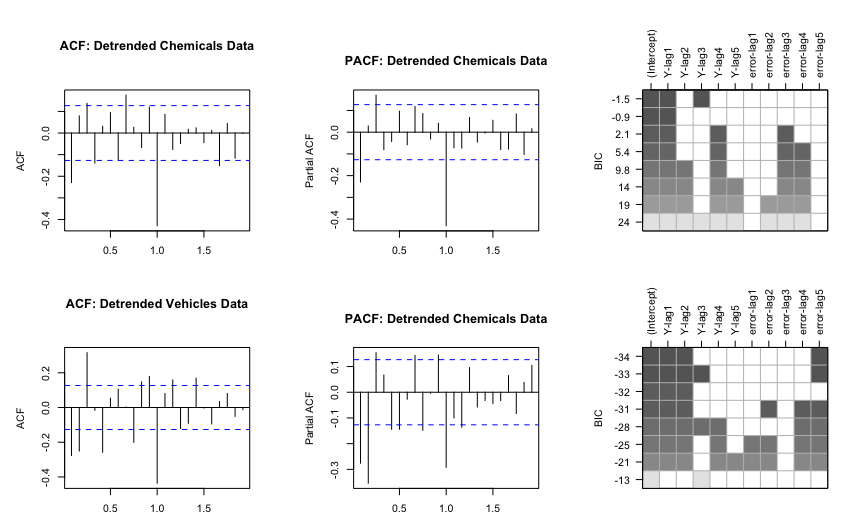 ACF: Detrended Chemicals Data
ACF
0.0
-0.2
-0.4
0.5 1.0 1.5
PACF: Detrended Chemicals Data
Partial ACF
0.0
-0.2
-0.4
0.5 1.0 1.5
(Intercept) Y-lag1 Y-lag2 Y-lag3 Y-lag4 Y-lag5 error-lag1 error-lag2 error-lag3 error-lag4 error-lag5
BIC
-1.5
-0.9
2.1
5.4
9.8
14
19
24
ACF: Detrended Vehicles Data
ACF
0.2
0.0
-0.2
-0.4
0.5 1.0 1.5
PACF: Detrended Chemicals Data
Partial ACF
0.1
0.0
-0.1
-0.3
0.5 1.0 1.5
(Intercept) Y-lag1 Y-lag2 Y-lag3 Y-lag4 Y-lag5 error-lag1 error-lag2 error-lag3 error-lag4 error-lag5
BIC
-34
-33
-32
-31
-28
-25
-21
-13